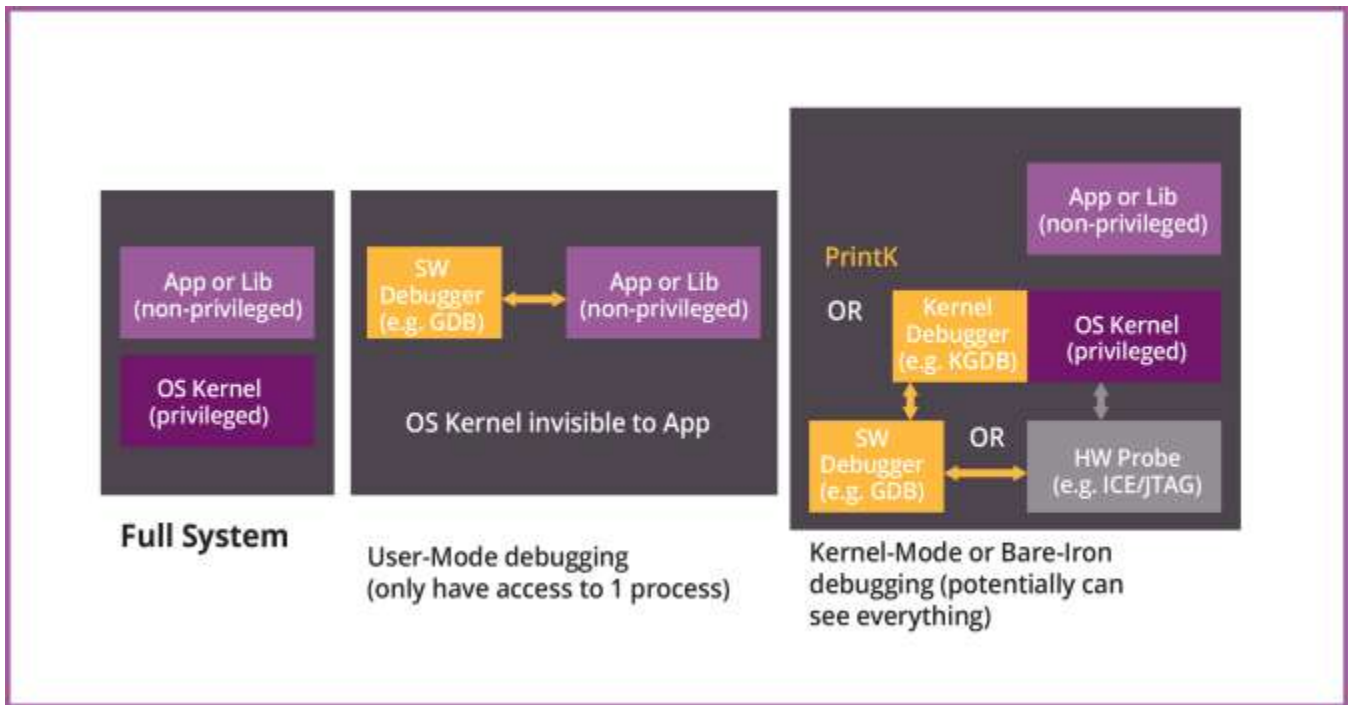 App or Lib
(non-privileged)
OS Kernel
(privileged)
Full System
SW
Debugger
(e.g. GDB)
App or Lib
(non-privileged)
OS Kernel invisible to App
User-Mode debugging
(only have access to 1 process)
App or Lib
(non-privileged)
PrintK
OR
Kernel
Debugger
(e.g. KGDB)
OS Kernel
(privileged)
SW
Debugger
(e.g. GDB)
OR
HW Probe
(e.g. ICE/JTAG)
Kernel-Mode or Bare-Iron
debugging (potentially can
see everything)